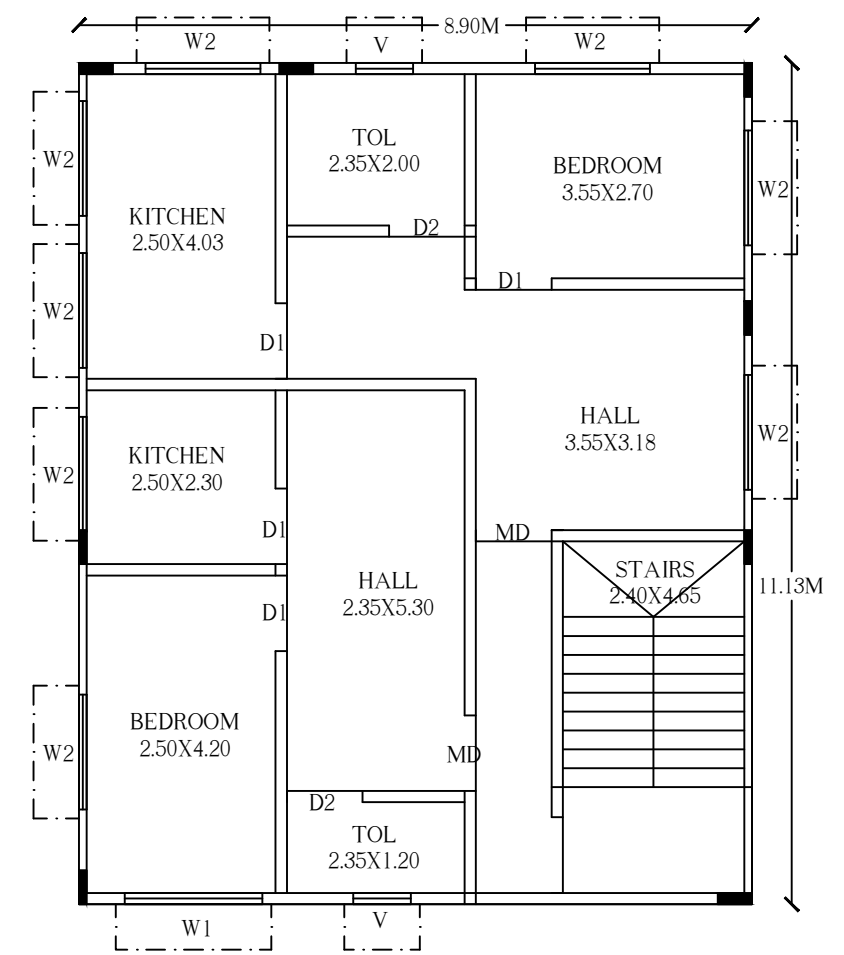 8.90M
W2
V
W2
TOL
2.35X2.00
BEDROOM
3.55X2.70
W2
W2
KITCHEN
2.50X4.03
D2
D1
W2
D1
HALL
3.55X3.18
W2
KITCHEN
2.50X2.30
W2
D1
MD
STAIRS
2.40X4.65
HALL
2.35X5.30
11.13M
D1
BEDROOM
2.50X4.20
W2
MD
D2
TOL
2.35X1.20
W1
V